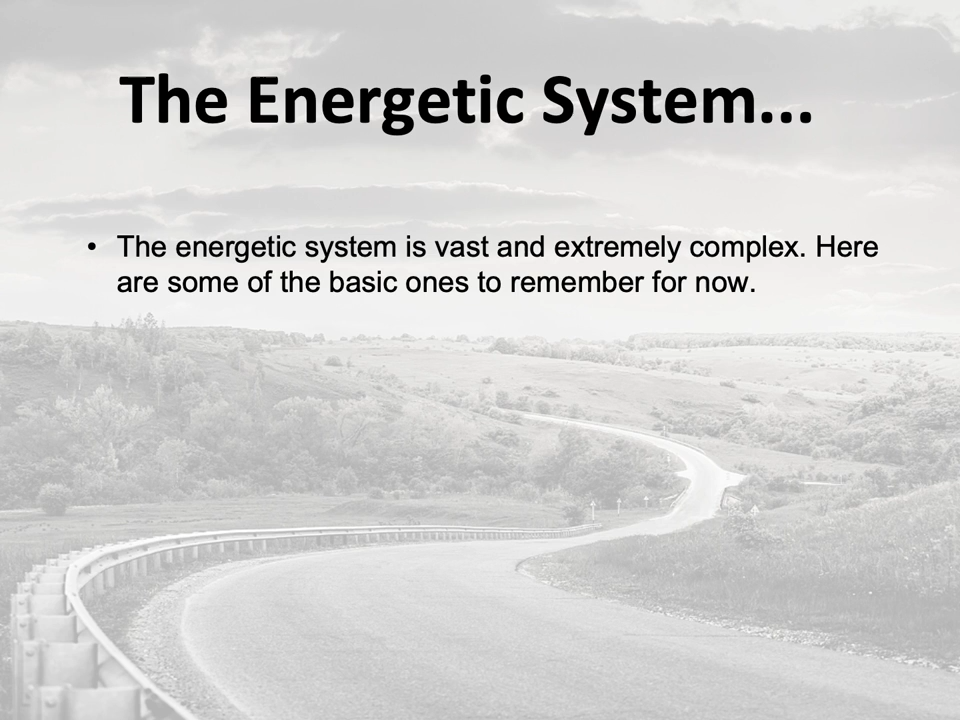 The Energetic System...
• The energetic system is vast and extremely complex. Here
are some of the basic ones to remember for now.